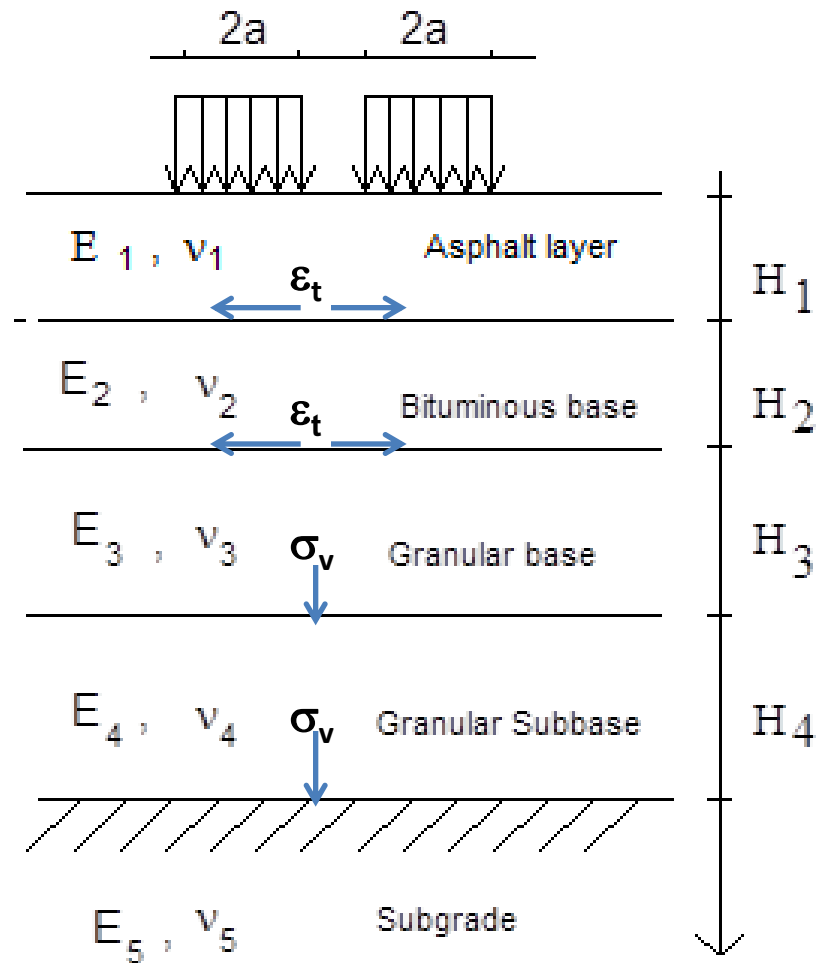 2a 2a
E 1 , ν1 Asphalt layer
εt
H1
E2 , ν2 Bituminous base H2
εt
E3 , ν3 σv Granular base H3
E4 , ν4 σv Granular Subbase H4
E5 , ν5 Subgrade